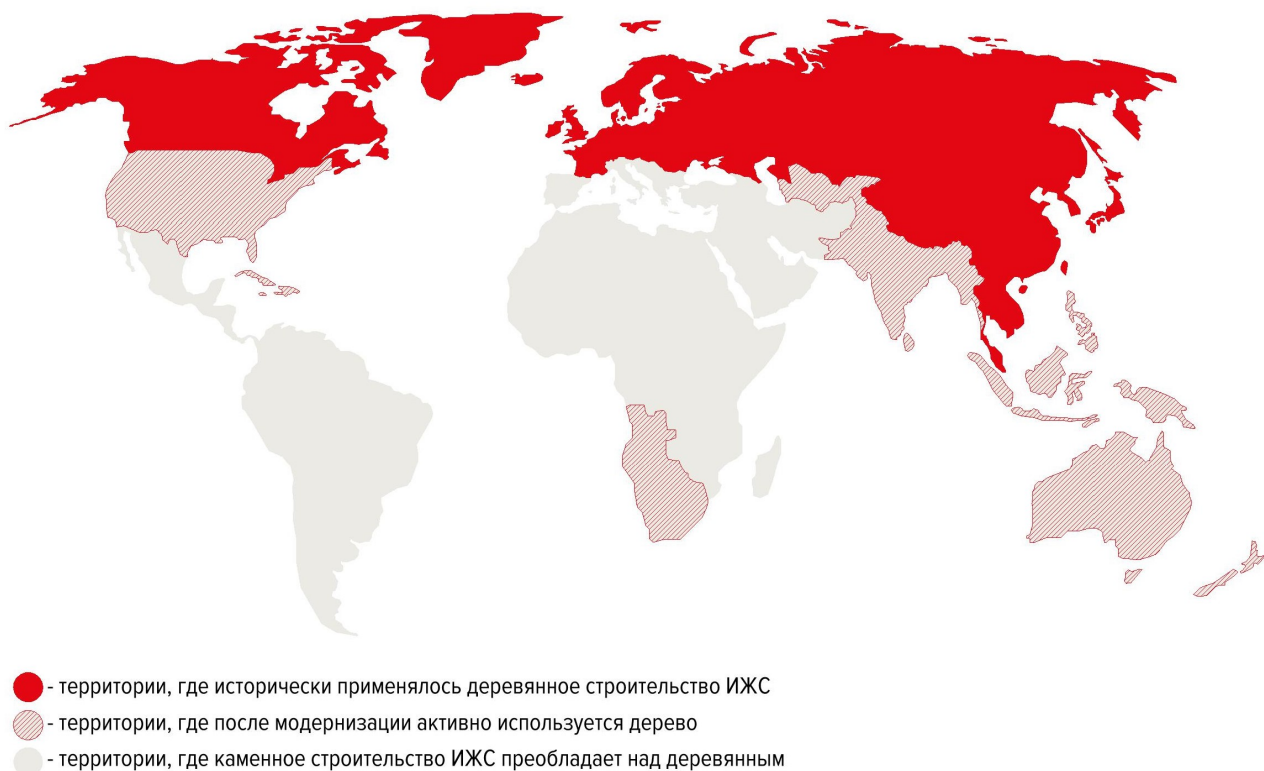 - территории, где исторически применялось деревянное строительство ИЖС
- территории, где после модернизации активно используется дерево
- территории, где каменное строительство ИЖС преобладает над деревянным